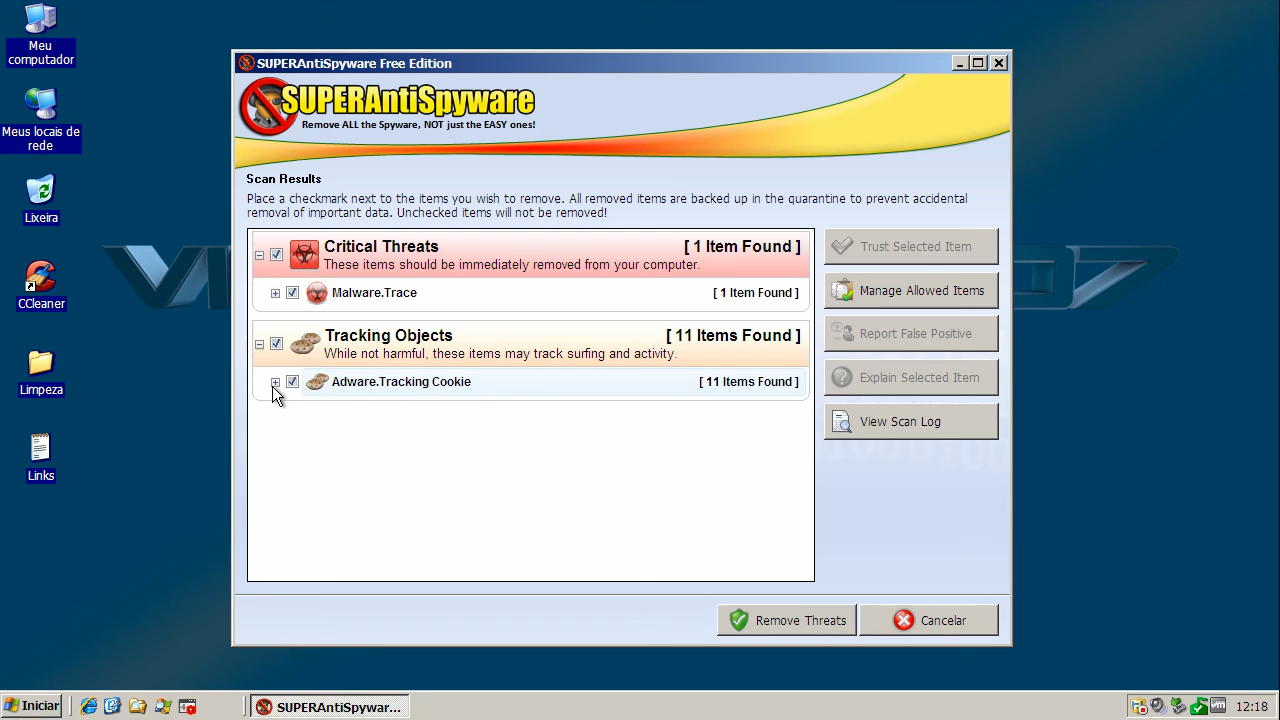 Meu
computador
Meus locais de
rede
Lixeira
CCleaner
Limpeza
Links
SUPERAntiSpyware Free Edition
SUPERAntiSpyware
Remove ALL the Spyware, NOT just the EASY ones!
Scan Results
Place a checkmark next to the items you wish to remove. All removed items are backed up in the quarantine to prevent accidental
removal of important data. Unchecked items will not be removed!
Critical Threats [ 1 Item Found ]
These items should be immediately removed from your computer.
Malware.Trace [ 1 Item Found ]
Tracking Objects [ 11 Items Found ]
While not harmful, these items may track surfing and activity.
Adware.Tracking Cookie [ 11 Items Found ]
Trust Selected Item
Manage Allowed Items
Report False Positive
Explain Selected Item
View Scan Log
Remove Threats
Cancelar
Iniciar
SUPERAntiSpywar...
12:18